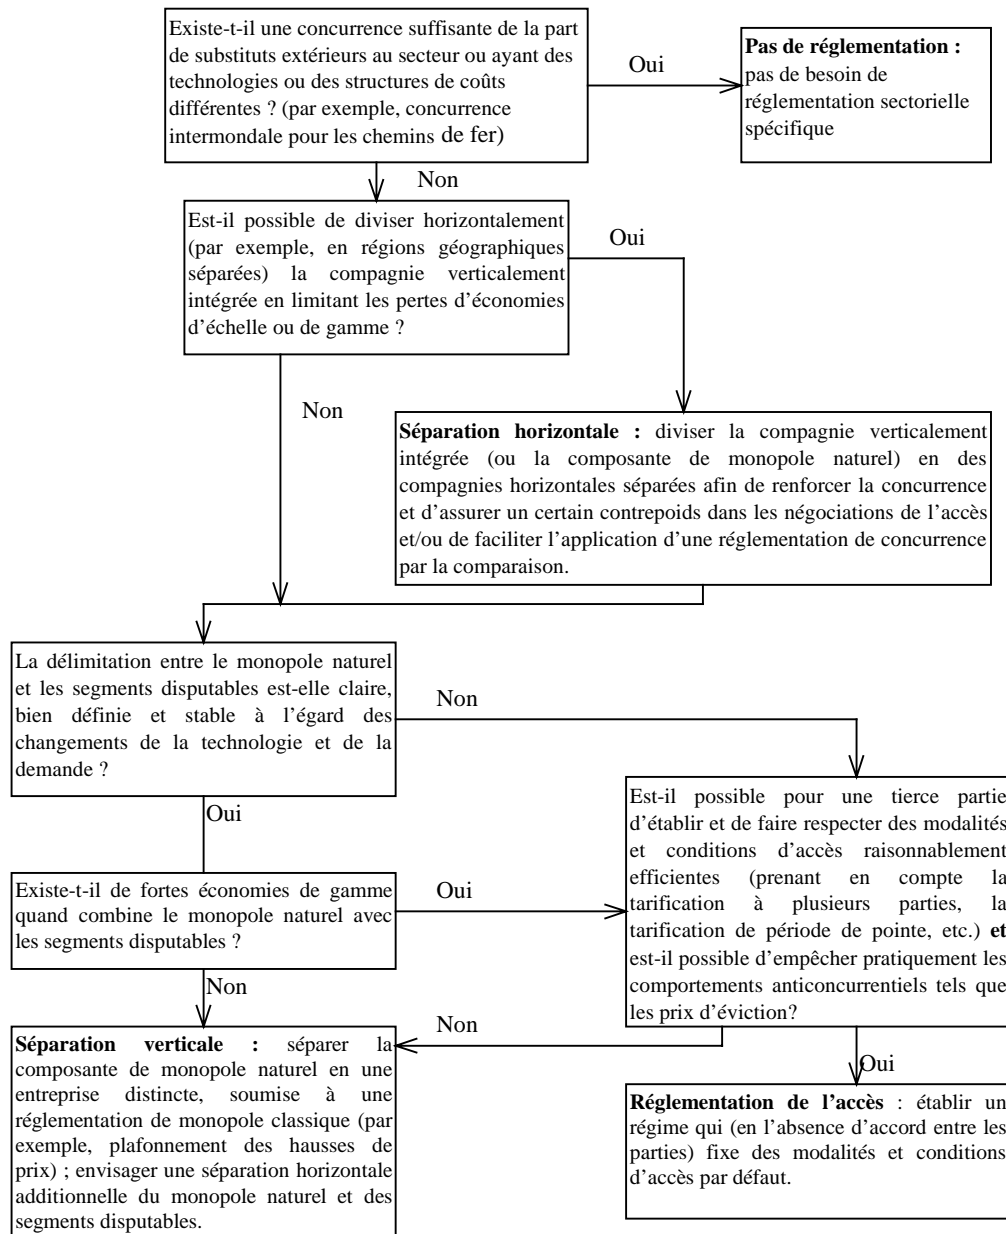 Existe-t-il une concurrence suffisante de la part
de substituts extérieurs au secteur ou ayant des
technologies ou des structures de coûts
différentes ? (par exemple, concurrence
intermondale pour les chemins de fer)
Oui
Pas de réglementation :
pas de besoin de
réglementation sectorielle
spécifique
Non
Est-il possible de diviser horizontalement
(par exemple, en régions géographiques
séparées) la compagnie verticalement
intégrée en limitant les pertes d’économies
d’échelle ou de gamme ?
Oui
Non
Séparation horizontale : diviser la compagnie verticalement
intégrée (ou la composante de monopole naturel) en des
compagnies horizontales séparées afin de renforcer la concurrence
et d’assurer un certain contrepoids dans les négociations de l’accès
et/ou de faciliter l’application d’une réglementation de concurrence
par la comparaison.
La délimitation entre le monopole naturel
et les segments disputables est-elle claire,
bien définie et stable à l’égard des
changements de la technologie et de la
demande ?
Non
Oui
Est-il possible pour une tierce partie
d’établir et de faire respecter des modalités
et conditions d’accès raisonnablement
efficientes (prenant en compte la
tarification à plusieurs parties, la
tarification de période de pointe, etc.) et
est-il possible d’empêcher pratiquement les
comportements anticoncurrentiels tels que
les prix d’éviction?
Existe-t-il de fortes économies de gamme
quand combine le monopole naturel avec
les segments disputables ?
Oui
Non
Non
Oui
Séparation verticale : séparer la
composante de monopole naturel en une
entreprise distincte, soumise à une
réglementation de monopole classique (par
exemple, plafonnement des hausses de
prix) ; envisager une séparation horizontale
additionnelle du monopole naturel et des
segments disputables.
Réglementation de l’accès : établir un
régime qui (en l’absence d’accord entre les
parties) fixe des modalités et conditions
d’accès par défaut.